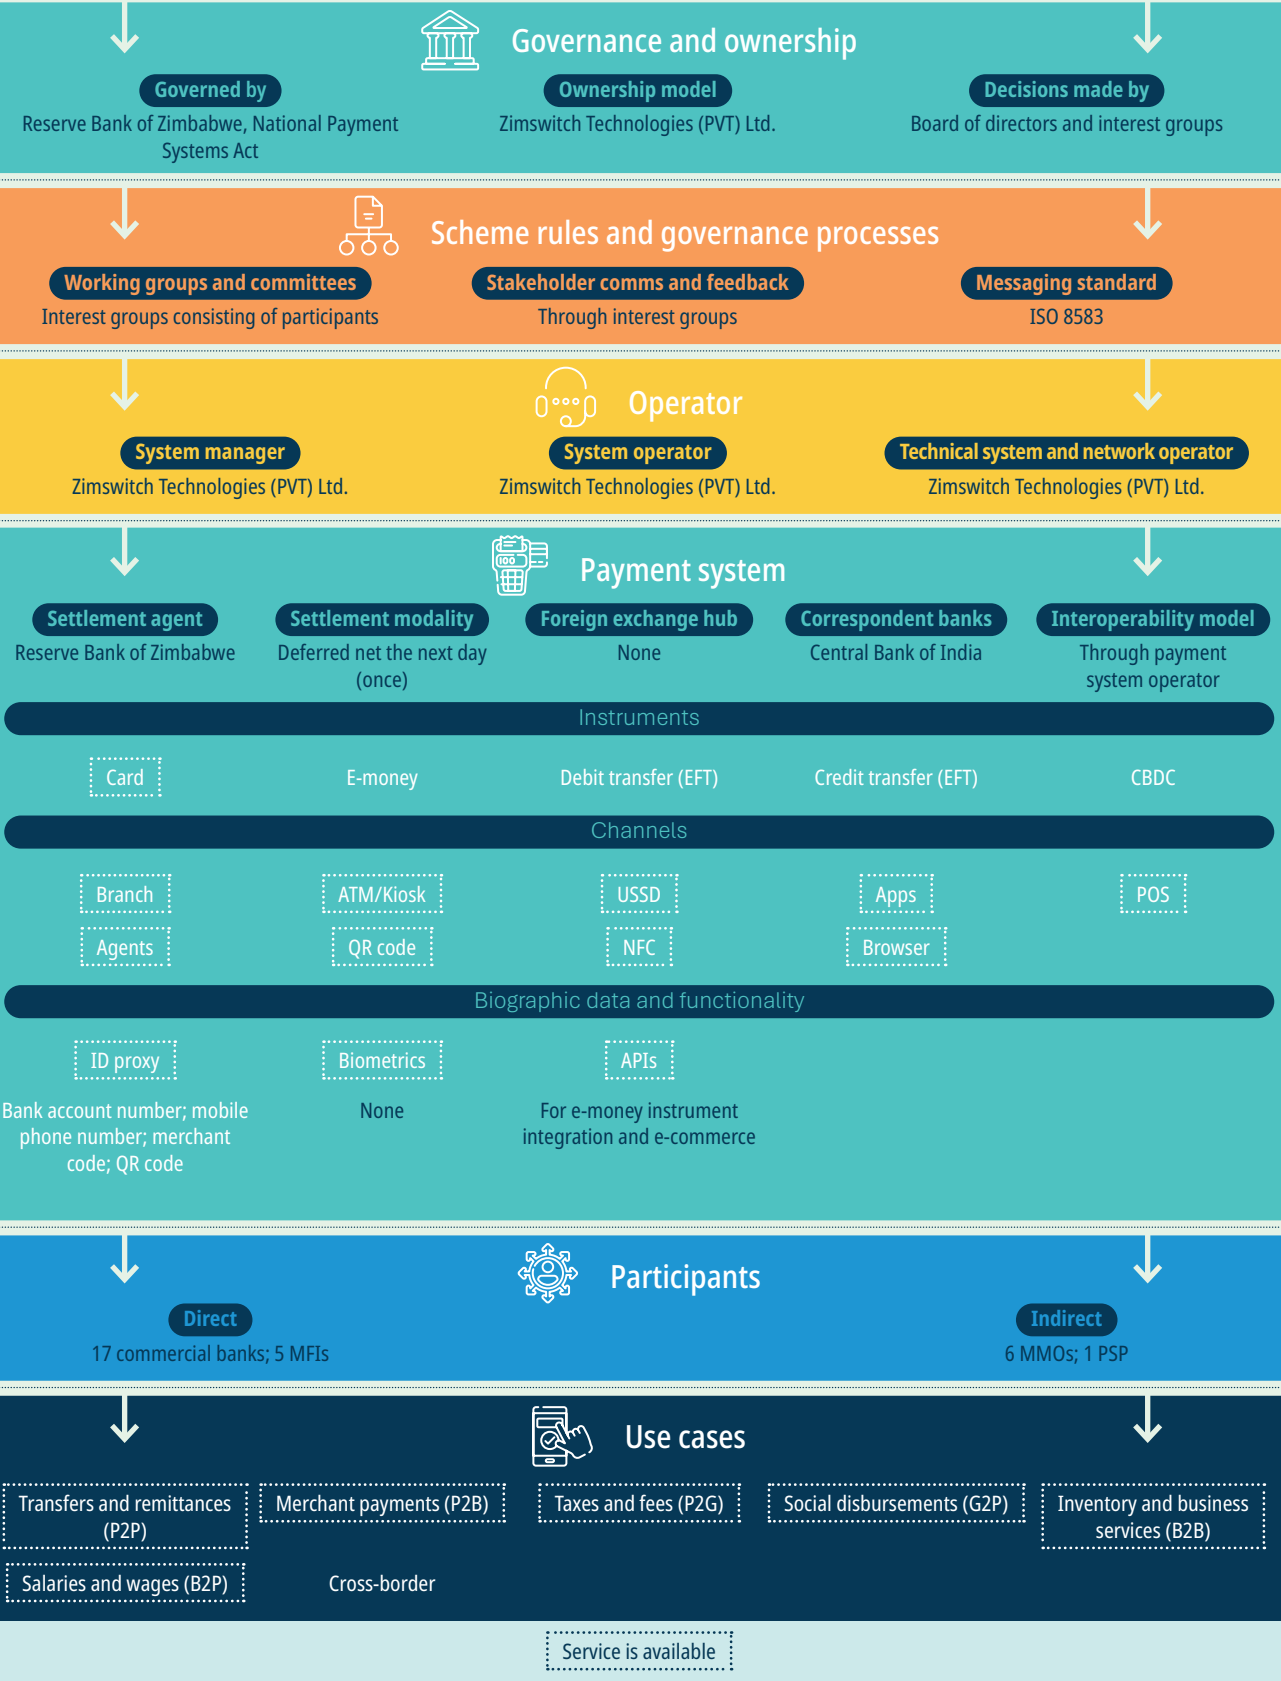 Governance and ownership
Governed by
Reserve Bank of Zimbabwe, National Payment
Systems Act
Ownership model
Zimswitch Technologies (PVT) Ltd.
Decisions made by
Board of directors and interest groups
Scheme rules and governance processes
Working groups and committees
Interest groups consisting of participants
Stakeholder comms and feedback
Through interest groups
Messaging standard
ISO 8583
Operator
System manager
Zimswitch Technologies (PVT) Ltd.
System operator
Zimswitch Technologies (PVT) Ltd.
Technical system and network operator
Zimswitch Technologies (PVT) Ltd.
100
Payment system
Settlement agent
Reserve Bank of Zimbabwe
Settlement modality
Deferred net the next day
(once)
Foreign exchange hub
None
Correspondent banks
Central Bank of India
Interoperability model
Through payment
system operator
Instruments
Card
E-money
Debit transfer (EFT)
Credit transfer (EFT)
CBDC
Channels
Branch
ATM/Kiosk
USSD
Apps
POS
Agents
QR code
NFC
Browser
Biographic data and functionality
ID proxy
Bank account number; mobile
phone number; merchant
code; QR code
Biometrics
None
APIs
For e-money instrument
integration and e-commerce
Participants
Direct
17 commercial banks; 5 MFIs
Indirect
6 MMOs; 1 PSP
Use cases
Transfers and remittances
(P2P)
Merchant payments (P2B)
Taxes and fees (P2G)
Social disbursements (G2P)
Inventory and business
services (B2B)
Salaries and wages (B2P)
Cross-border
Service is available